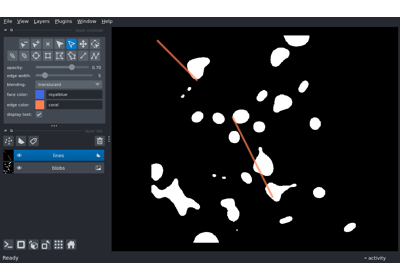 File View Layers Plugins Window Help
opacity: 0.70
edge width: 5
blending: translucent
face color: royalblue
edge color: coral
display text: ✓
lines
blobs
Ready
activity